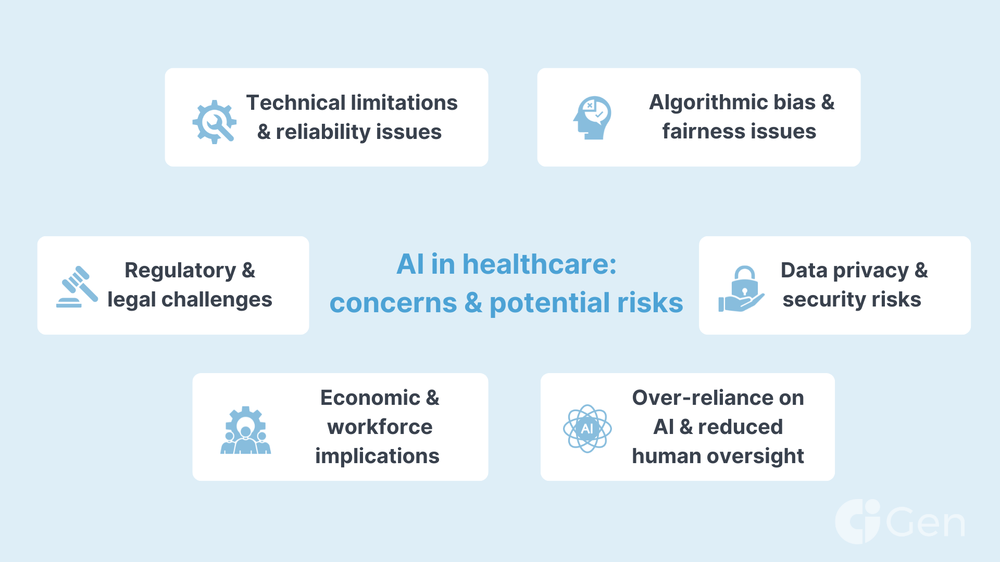 Technical limitations
& reliability issues
Algorithmic bias &
fairness issues
Regulatory &
legal challenges
AI in healthcare:
concerns & potential risks
Data privacy &
security risks
Economic &
workforce
implications
AI
Over-reliance on
AI & reduced
human oversight
Gen